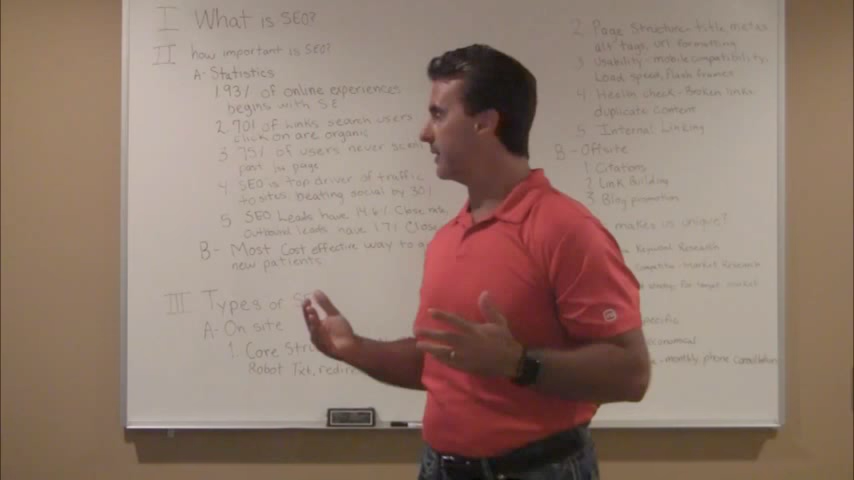 I What is SEO?
II how important is SEO?
A- Statistics
1. 93% of online experiences
begins with SE
2. 70% of links search users
click on are organic
3. 75% of users never scroll
past 1st page
4 SEO is top driver of traffic
to sites, beating social by 30%
5 SEO Leads have 14.6% Close rate,
outbound leads have 1.7% Close
B- Most Cost effective way to a
new patients
III Types of SE
A- On site
1. Core Stru
Robot Txt, redire
2. Page Structure - title, metas
alt tags, url formatting
3 Usability - mobile compatibility,
Load speed, flash frames
4. Health check - Broken links
duplicate content
5 Internal Linking
B- Offsite
1 Citations
2 Link Building
3 Blog promotion
makes us unique?
Keyword Research
Competitor - Market Research
strategy for target market
pecific
economical
- monthly phone consultation